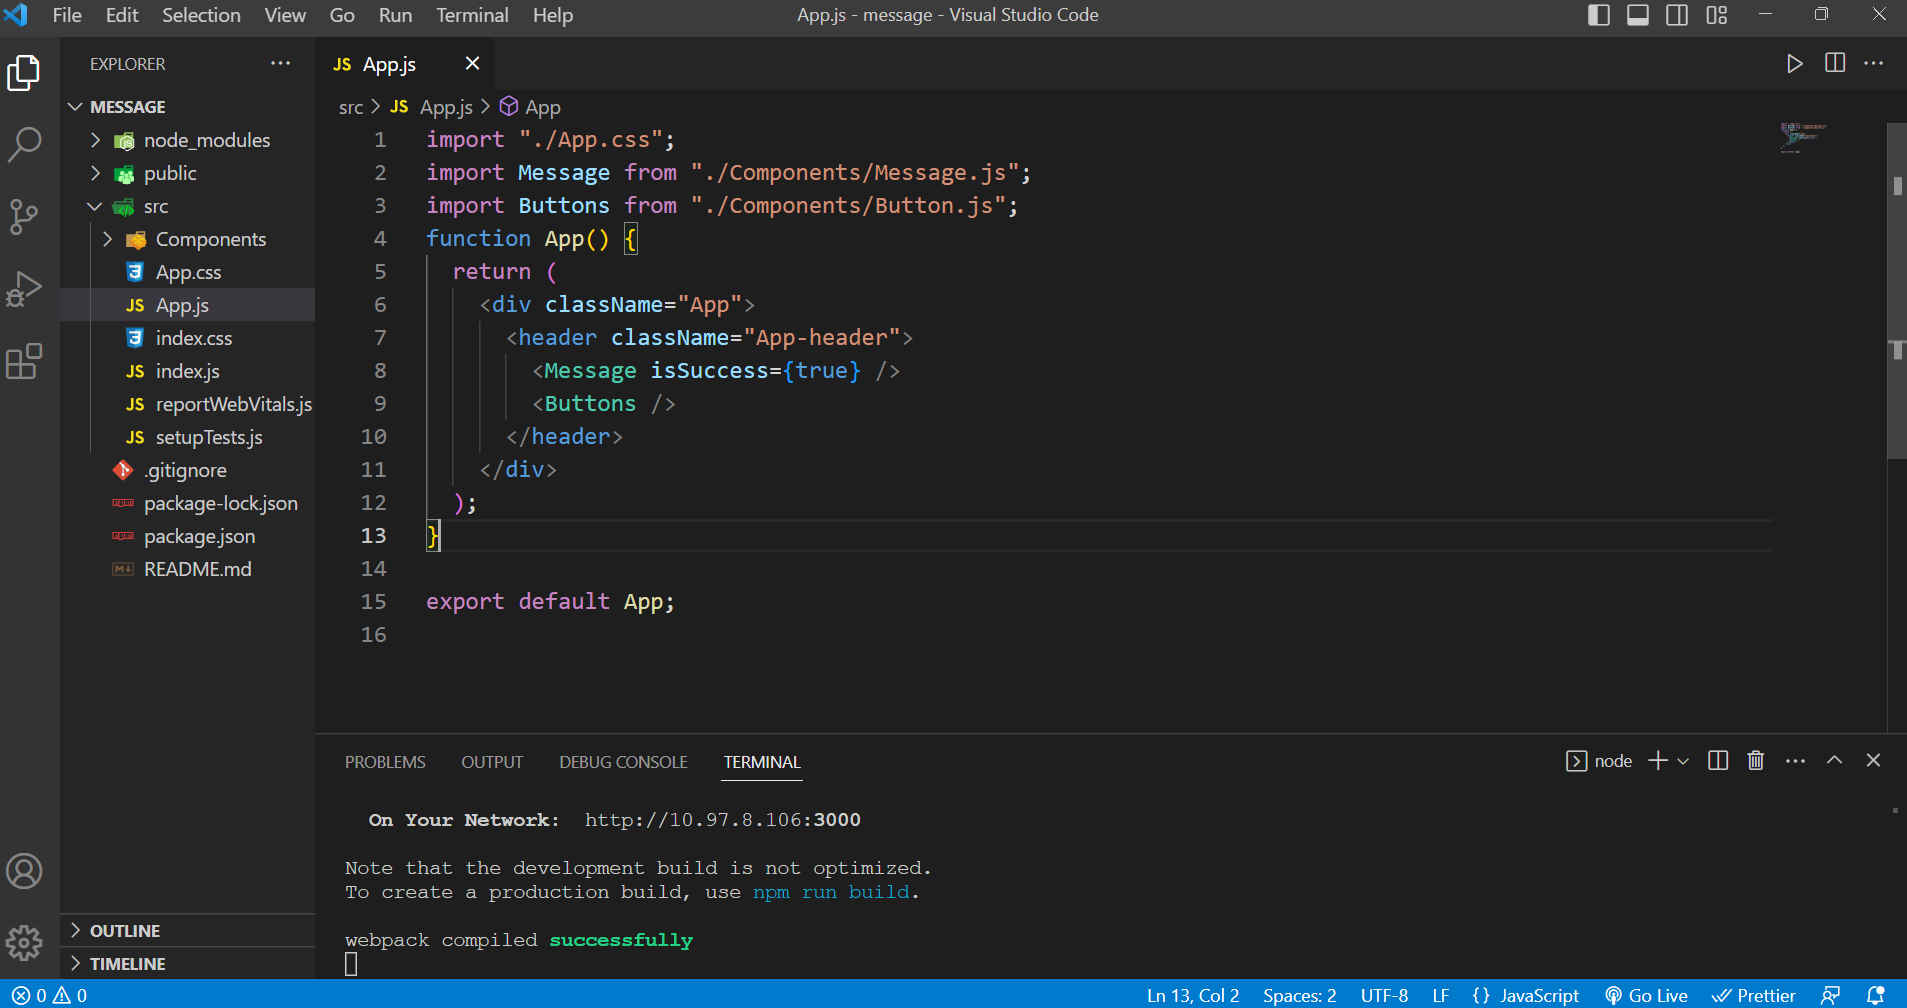 File Edit Selection View Go Run Terminal Help
App.js - message - Visual Studio Code
EXPLORER
MESSAGE
node_modules
public
src
Components
App.css
JS App.js
index.css
JS index.js
JS reportWebVitals.js
JS setupTests.js
.gitignore
package-lock.json
package.json
README.md
OUTLINE
TIMELINE
JS App.js
src > JS App.js > App
1 import "./App.css";
2 import Message from "./Components/Message.js";
3 import Buttons from "./Components/Button.js";
4 function App() {
5 return (
6 <div className="App">
7 <header className="App-header">
8 <Message isSuccess={true} />
9 <Buttons />
10 </header>
11 </div>
12 );
13 }
14
15 export default App;
16
PROBLEMS OUTPUT DEBUG CONSOLE TERMINAL
node
On Your Network: http://10.97.8.106:3000
Note that the development build is not optimized.
To create a production build, use npm run build.
webpack compiled successfully
0 0
Ln 13, Col 2 Spaces: 2 UTF-8 LF {} JavaScript Go Live Prettier